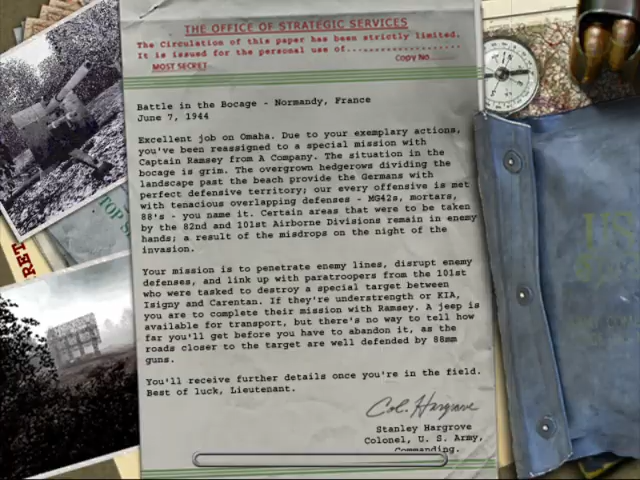 THE OFFICE OF STRATEGIC SERVICES
The Circulation of this paper has been strictly limited.
It is issued for the personal use of...................
MOST SECRET
Copy No.......
Battle in the Bocage - Normandy, France
June 7, 1944
Excellent job on Omaha. Due to your exemplary actions,
you've been reassigned to a special mission with
Captain Ramsey from A Company. The situation in the
bocage is grim. The overgrown hedgerows dividing the
landscape past the beach provide the Germans with
perfect defensive territory; our every offensive is met
with tenacious overlapping defenses - MG42s, mortars,
88's - you name it. Certain areas that were to be taken
by the 82nd and 101st Airborne Divisions remain in enemy
hands; a result of the misdrops on the night of the
invasion.
Your mission is to penetrate enemy lines, disrupt enemy
defenses, and link up with paratroopers from the 101st
who were tasked to destroy a special target between
Isigny and Carentan. If they're understrength or KIA,
you are to complete their mission with Ramsey. A jeep is
available for transport, but there's no way to tell how
far you'll get before you have to abandon it, as the
roads closer to the target are well defended by 88mm
guns.
You'll receive further details once you're in the field.
Best of luck, Lieutenant.
Col. Hargrove
Stanley Hargrove
Colonel, U. S. Army,
Commanding.
TOP S
RET
US